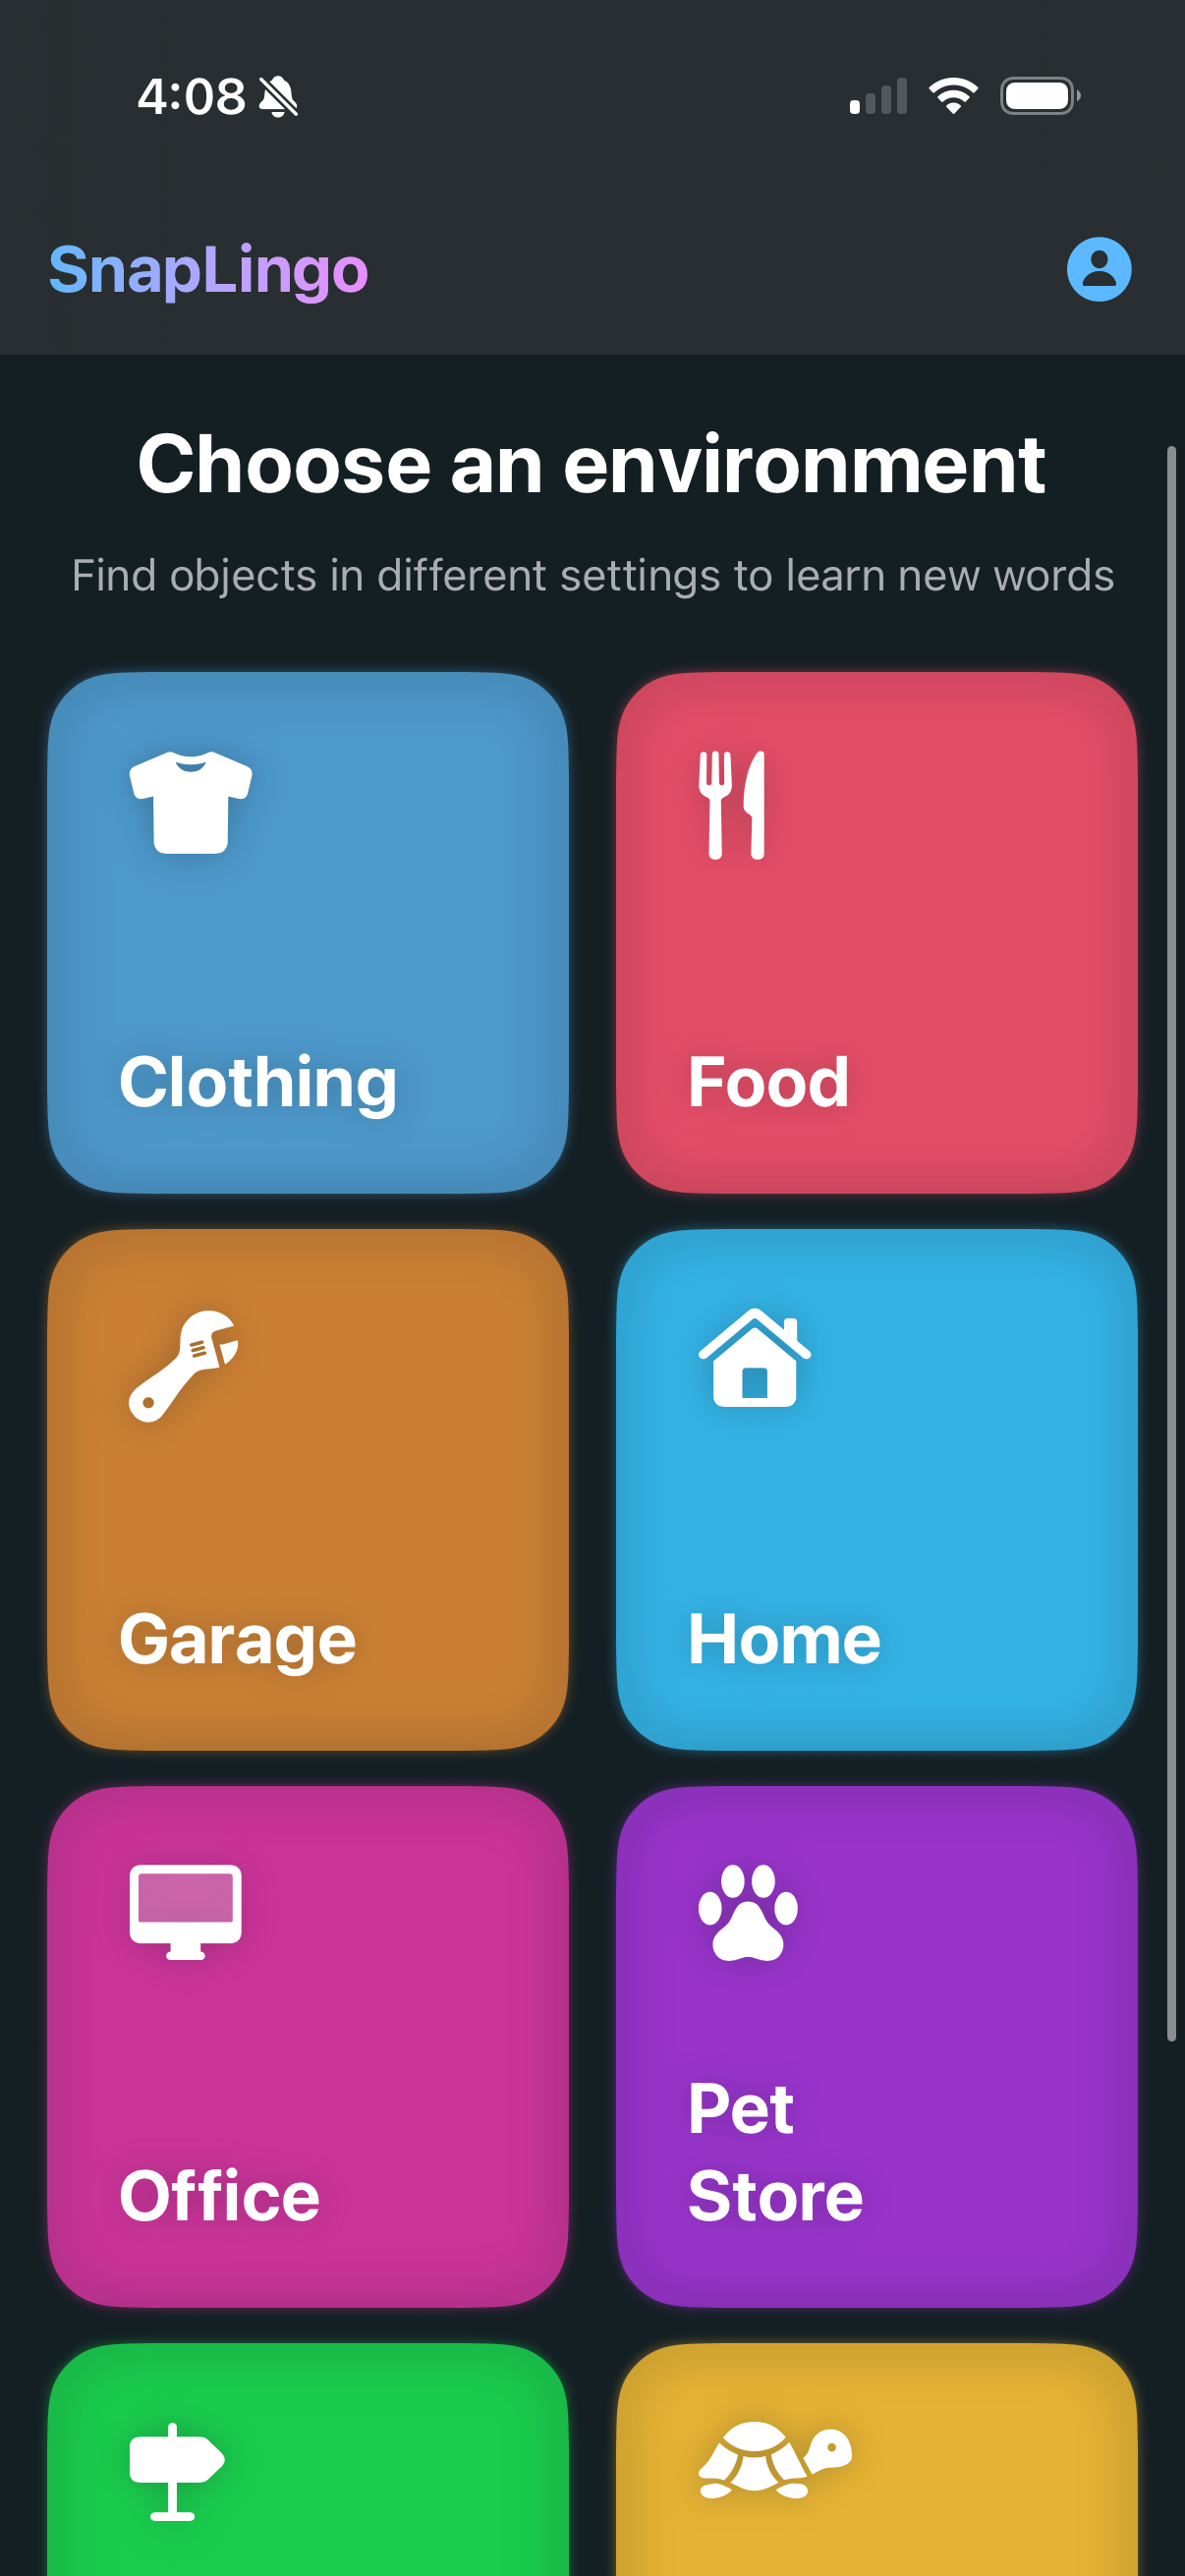 4:08
SnapLingo
Choose an environment
Find objects in different settings to learn new words
Clothing
Food
Garage
Home
Office
Pet
Store